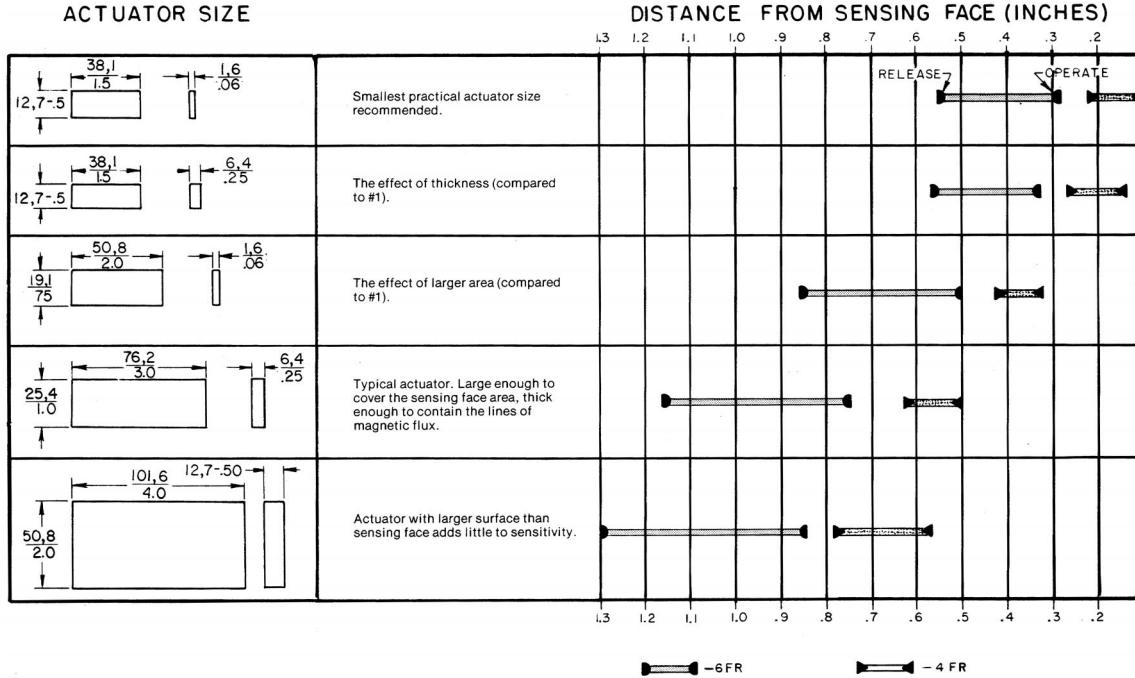 ACTUATOR SIZE
DISTANCE FROM SENSING FACE (INCHES)
1.3 1.2 1.1 1.0 .9 .8 .7 .6 .5 .4 .3 .2
38,1
1.5
1,6
.06
12,7-.5
Smallest practical actuator size
recommended.
RELEASE
OPERATE
38,1
1.5
6,4
.25
12,7-.5
The effect of thickness (compared
to #1).
50,8
2.0
1,6
.06
19,1
.75
The effect of larger area (compared
to #1).
76,2
3.0
6,4
.25
25,4
1.0
Typical actuator. Large enough to
cover the sensing face area, thick
enough to contain the lines of
magnetic flux.
101,6
4.0
12,7-.50
50,8
2.0
Actuator with larger surface than
sensing face adds little to sensitivity.
1.3 1.2 1.1 1.0 .9 .8 .7 .6 .5 .4 .3 .2
-6FR
-4FR